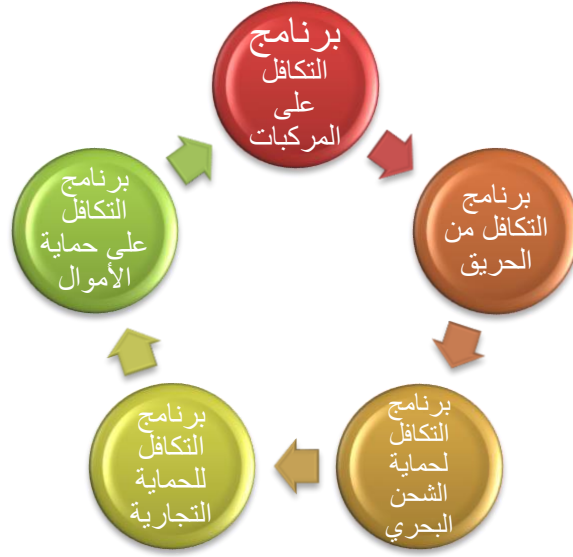 برنامج
التكافل
على
المركبات
برنامج
التكافل من
الحريق
برنامج
التكافل
لحماية
الشحن
البحري
برنامج
التكافل
للحماية
التجارية
برنامج
التكافل
على حماية
الأموال